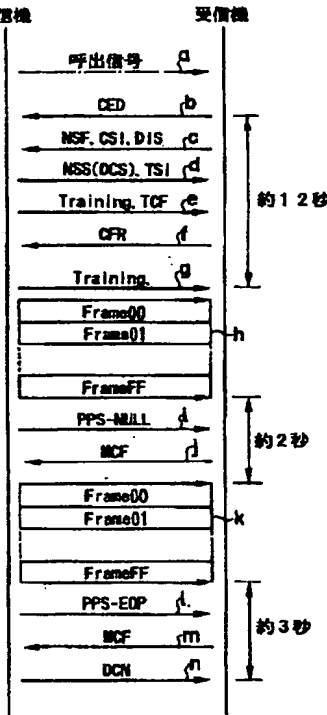 信機 受信機
呼出信号 a
CED b
NSF, CSI, DIS c
NSS(DCS), TSI d
Training, TCF e
CFR f
Training, g
約12秒
Frame00
Frame01
h
FrameFF
PPS-NULL i
MCF j
約2秒
Frame00
Frame01
k
FrameFF
PPS-EOP l
MCF m
DCN n
約3秒